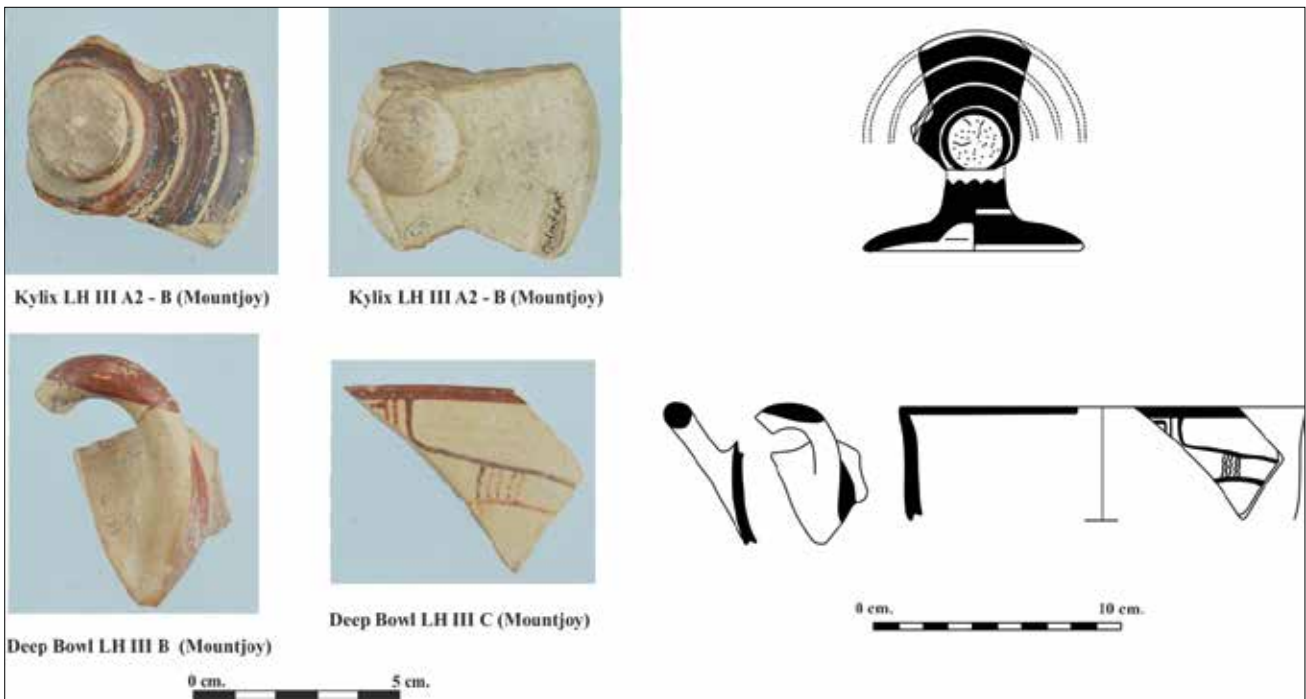 Kylix LH III A2 - B (Mountjoy)
Kylix LH III A2 - B (Mountjoy)
Deep Bowl LH III B (Mountjoy)
Deep Bowl LH III C (Mountjoy)
0 cm. 5 cm.
0 cm. 10 cm.